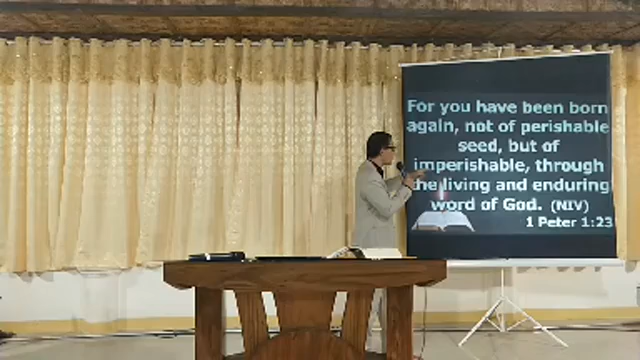 For you have been born
again, not of perishable
seed, but of
imperishable, through
the living and enduring
word of God. (NIV)
1 Peter 1:23